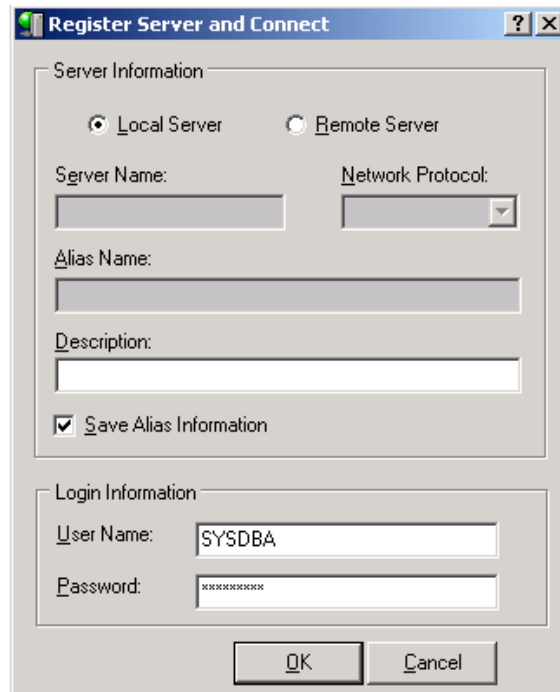 Register Server and Connect
Server Information
Local Server Remote Server
Server Name: Network Protocol:
Alias Name:
Description:
Save Alias Information
Login Information
User Name: SYSDBA
Password: *********
OK Cancel